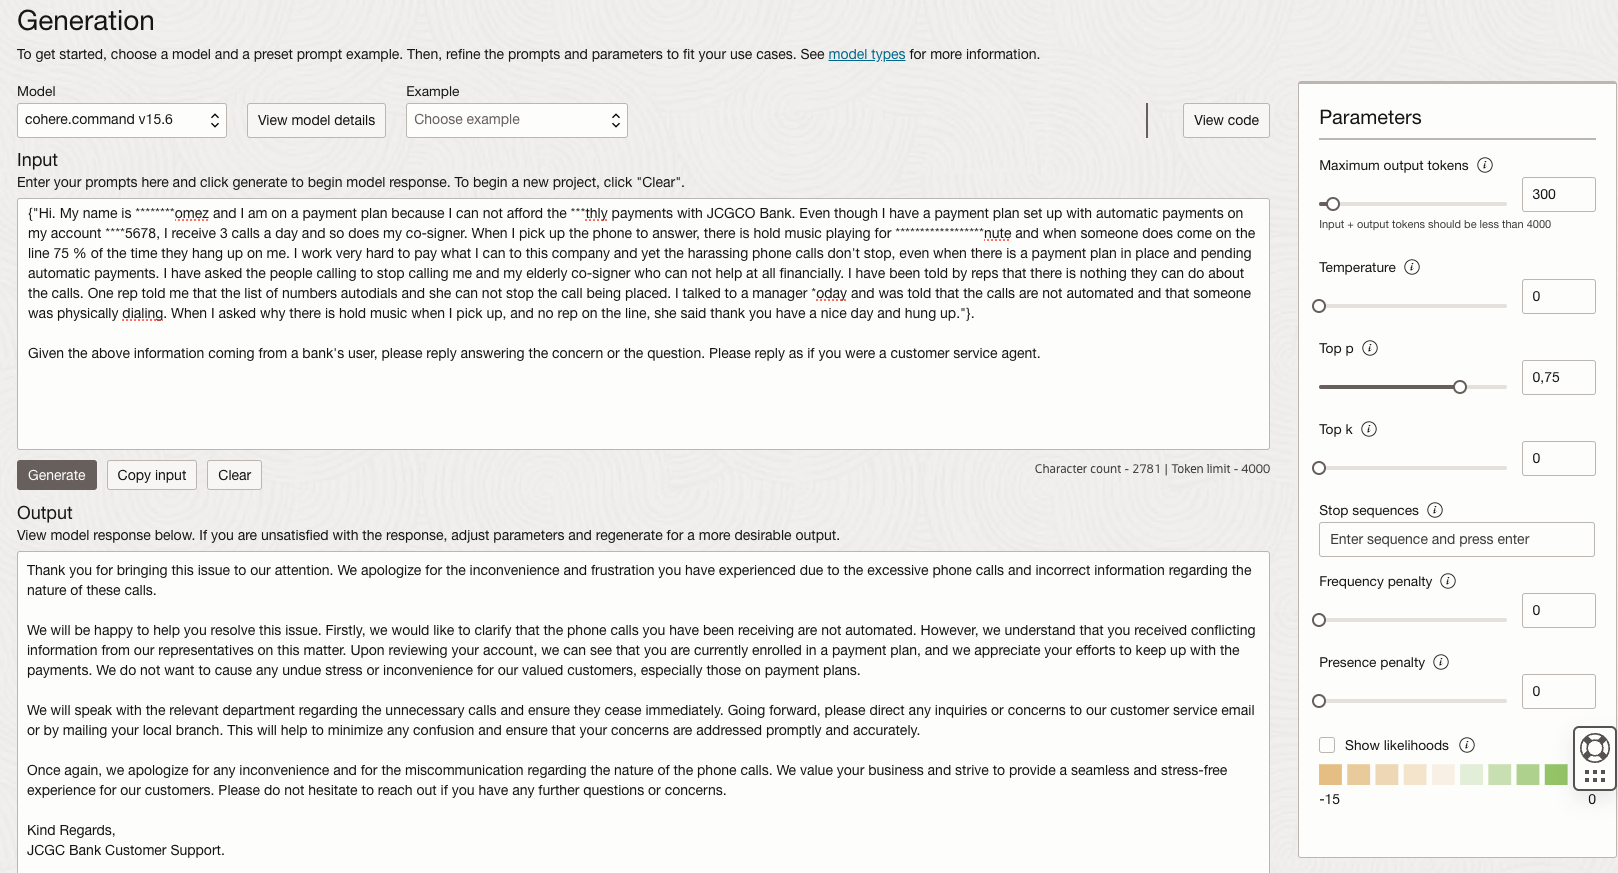 Generation
To get started, choose a model and a preset prompt example. Then, refine the prompts and parameters to fit your use cases. See model types for more information.
Model
Example
cohere.command v15.6
View model details
Choose example
View code
Input
Enter your prompts here and click generate to begin model response. To begin a new project, click "Clear".
{"Hi. My name is ********omez and I am on a payment plan because I can not afford the ***thly payments with JCGCO Bank. Even though I have a payment plan set up with automatic payments on
my account ****5678, I receive 3 calls a day and so does my co-signer. When I pick up the phone to answer, there is hold music playing for ******************nute and when someone does come on the
line 75 % of the time they hang up on me. I work very hard to pay what I can to this company and yet the harassing phone calls don't stop, even when there is a payment plan in place and pending
automatic payments. I have asked the people calling to stop calling me and my elderly co-signer who can not help at all financially. I have been told by reps that there is nothing they can do about
the calls. One rep told me that the list of numbers autodials and she can not stop the call being placed. I talked to a manager *oday and was told that the calls are not automated and that someone
was physically dialing. When I asked why there is hold music when I pick up, and no rep on the line, she said thank you have a nice day and hung up."}.
Given the above information coming from a bank's user, please reply answering the concern or the question. Please reply as if you were a customer service agent.
Generate
Copy input
Clear
Character count - 2781 | Token limit - 4000
Output
View model response below. If you are unsatisfied with the response, adjust parameters and regenerate for a more desirable output.
Thank you for bringing this issue to our attention. We apologize for the inconvenience and frustration you have experienced due to the excessive phone calls and incorrect information regarding the
nature of these calls.
We will be happy to help you resolve this issue. Firstly, we would like to clarify that the phone calls you have been receiving are not automated. However, we understand that you received conflicting
information from our representatives on this matter. Upon reviewing your account, we can see that you are currently enrolled in a payment plan, and we appreciate your efforts to keep up with the
payments. We do not want to cause any undue stress or inconvenience for our valued customers, especially those on payment plans.
We will speak with the relevant department regarding the unnecessary calls and ensure they cease immediately. Going forward, please direct any inquiries or concerns to our customer service email
or by mailing your local branch. This will help to minimize any confusion and ensure that your concerns are addressed promptly and accurately.
Once again, we apologize for any inconvenience and for the miscommunication regarding the nature of the phone calls. We value your business and strive to provide a seamless and stress-free
experience for our customers. Please do not hesitate to reach out if you have any further questions or concerns.
Kind Regards,
JCGC Bank Customer Support.
Parameters
Maximum output tokens
300
Input + output tokens should be less than 4000
Temperature
0
Top p
0,75
Top k
0
Stop sequences
Enter sequence and press enter
Frequency penalty
0
Presence penalty
0
Show likelihoods
-15
0